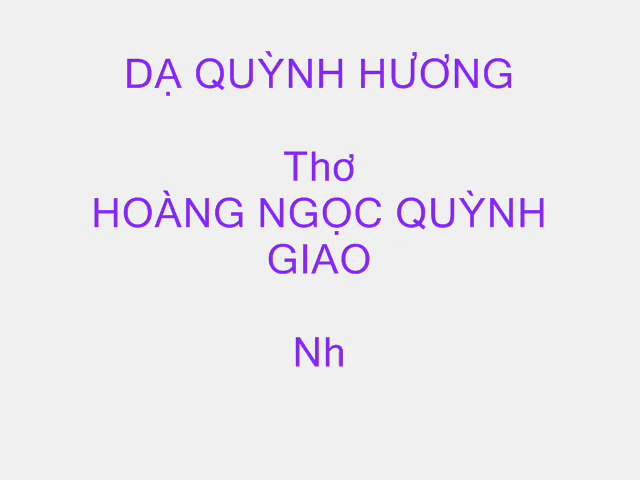 DẠ QUỲNH HƯƠNG
Thơ
HOÀNG NGỌC QUỲNH
GIAO
Nh